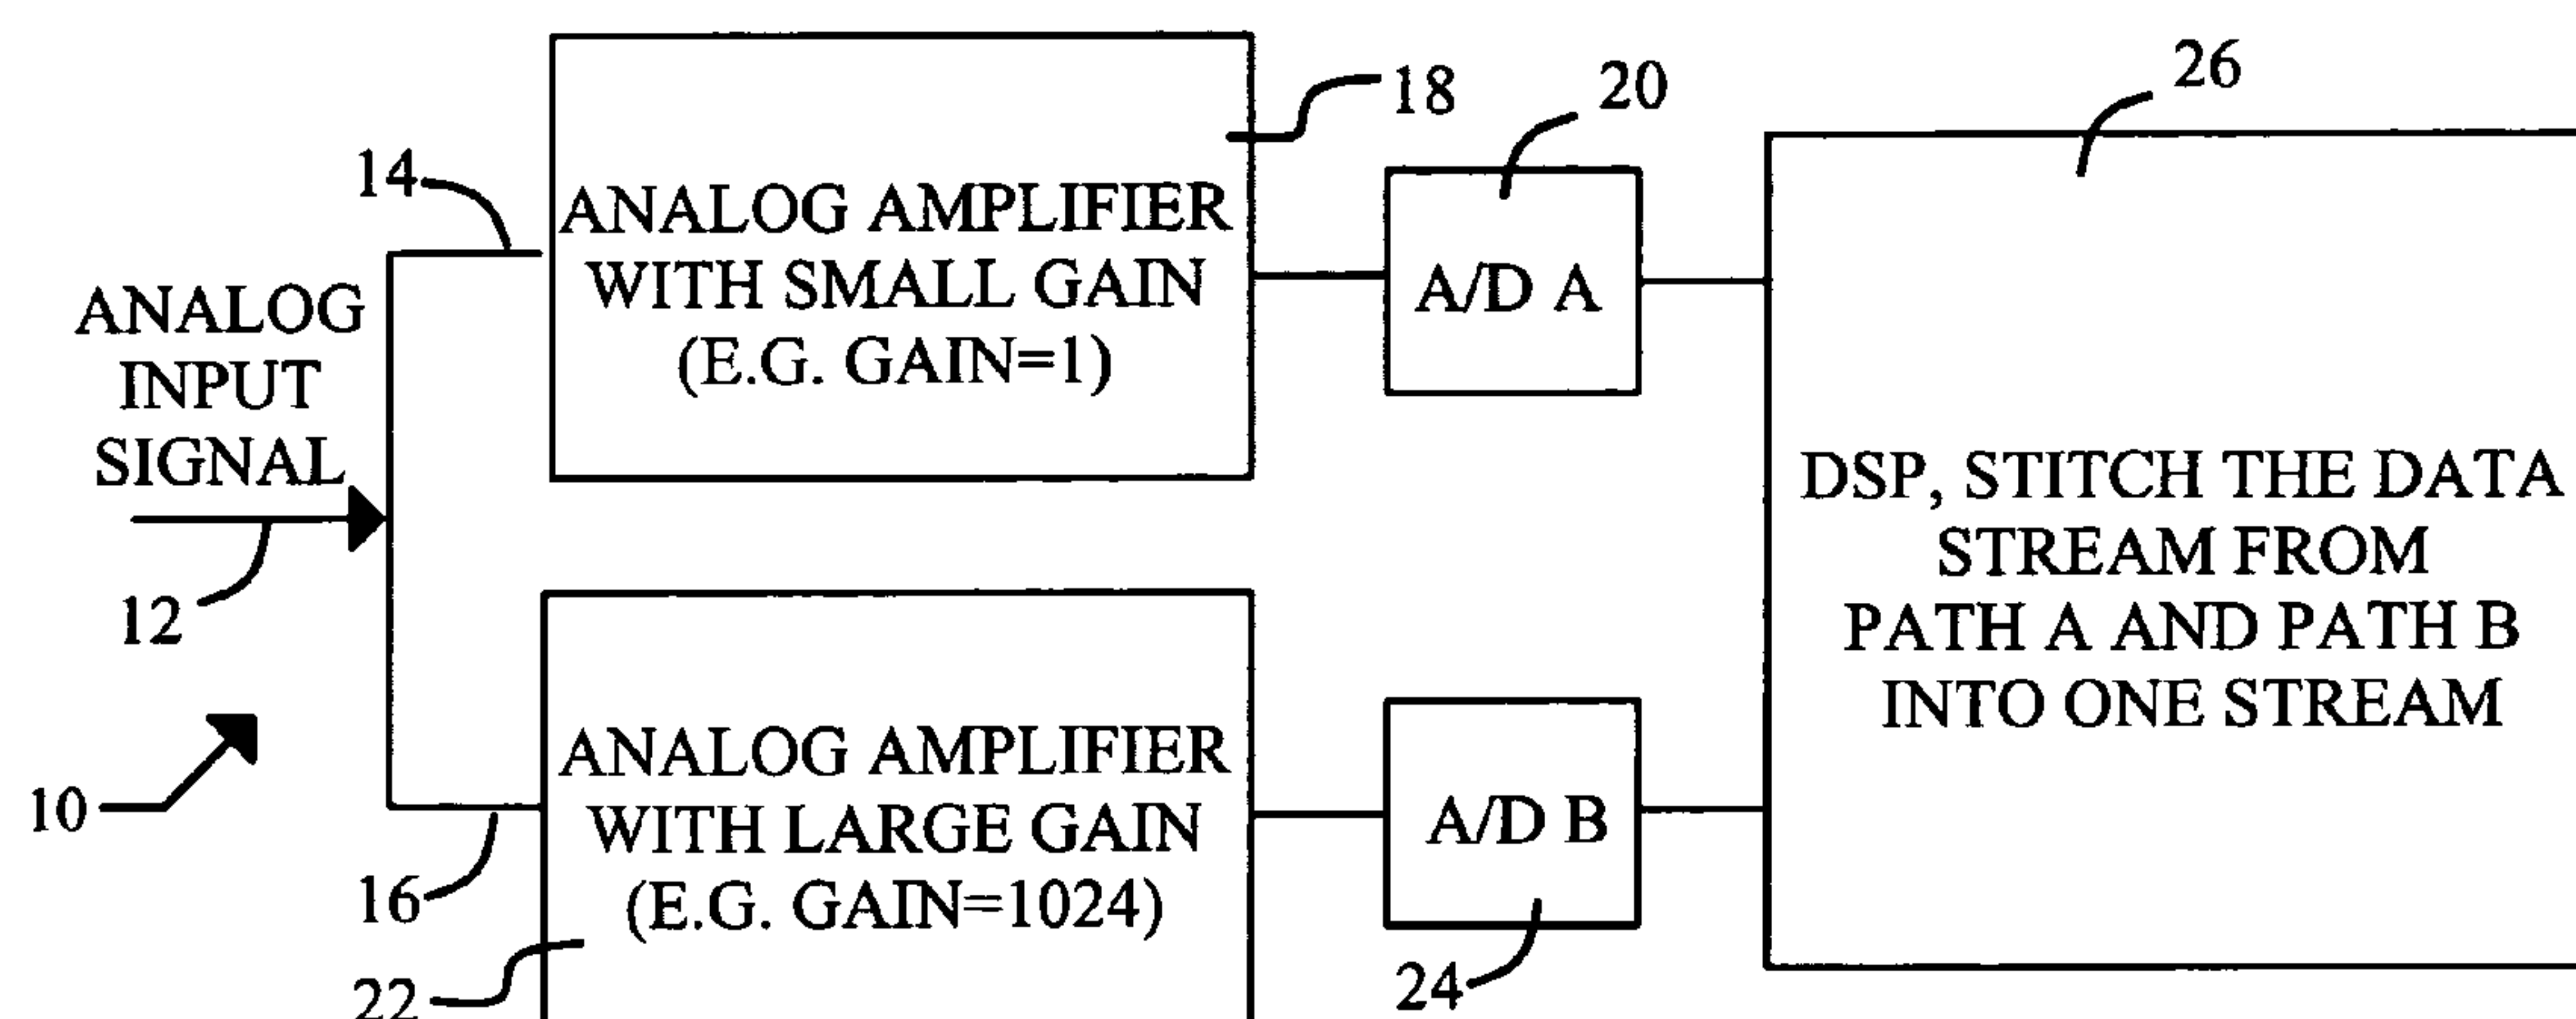 26
18
20
14
ANALOG AMPLIFIER
WITH SMALL GAIN
(E.G. GAIN=1)
A/D A
ANALOG
INPUT
SIGNAL
12
DSP, STITCH THE DATA
STREAM FROM
PATH A AND PATH B
INTO ONE STREAM
10
16
ANALOG AMPLIFIER
WITH LARGE GAIN
(E.G. GAIN=1024)
A/D B
22
24